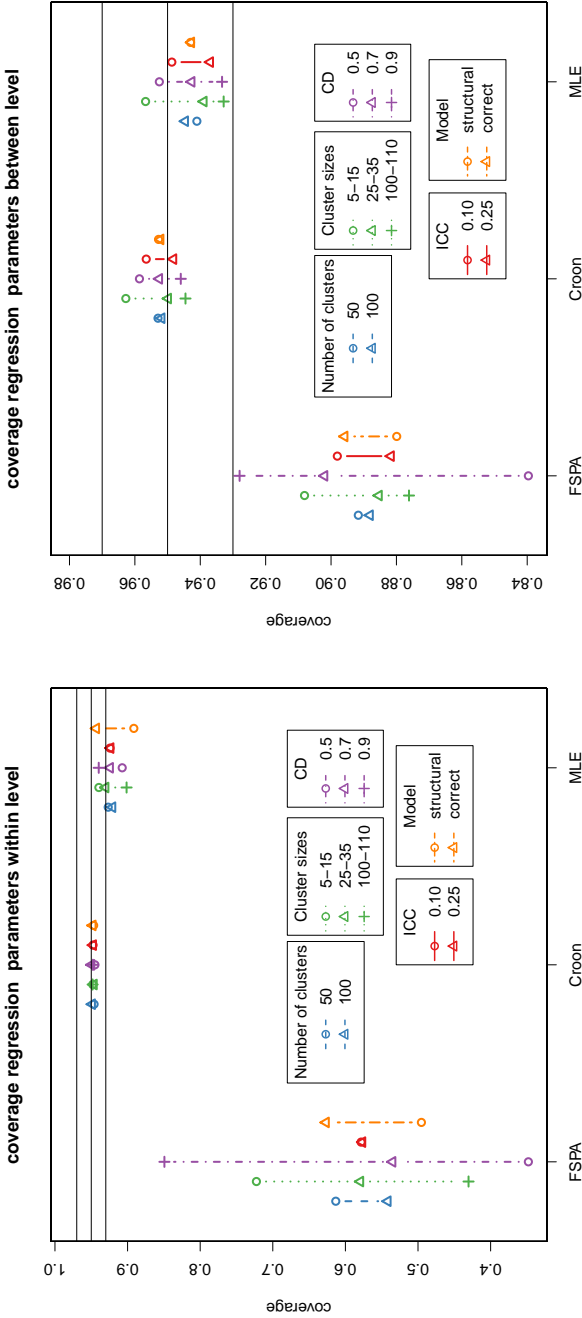 coverage regression  parameters within level
coverage
1.0
0.9
0.8
0.7
0.6
0.5
0.4
FSPA
Croon
MLE
Number of clusters
50
100
Cluster sizes
5−15
25−35
100−110
CD
0.5
0.7
0.9
ICC
0.10
0.25
Model
structural
correct
coverage regression  parameters between level
coverage
0.98
0.96
0.94
0.92
0.90
0.88
0.86
0.84
FSPA
Croon
MLE
Number of clusters
50
100
Cluster sizes
5−15
25−35
100−110
CD
0.5
0.7
0.9
ICC
0.10
0.25
Model
structural
correct